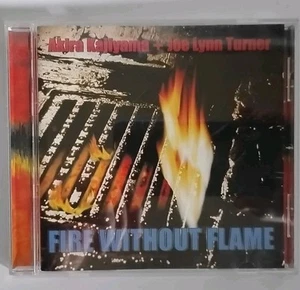 Akira Kajiyama + Joe Lynn Turner
FIRE WITHOUT FLAME